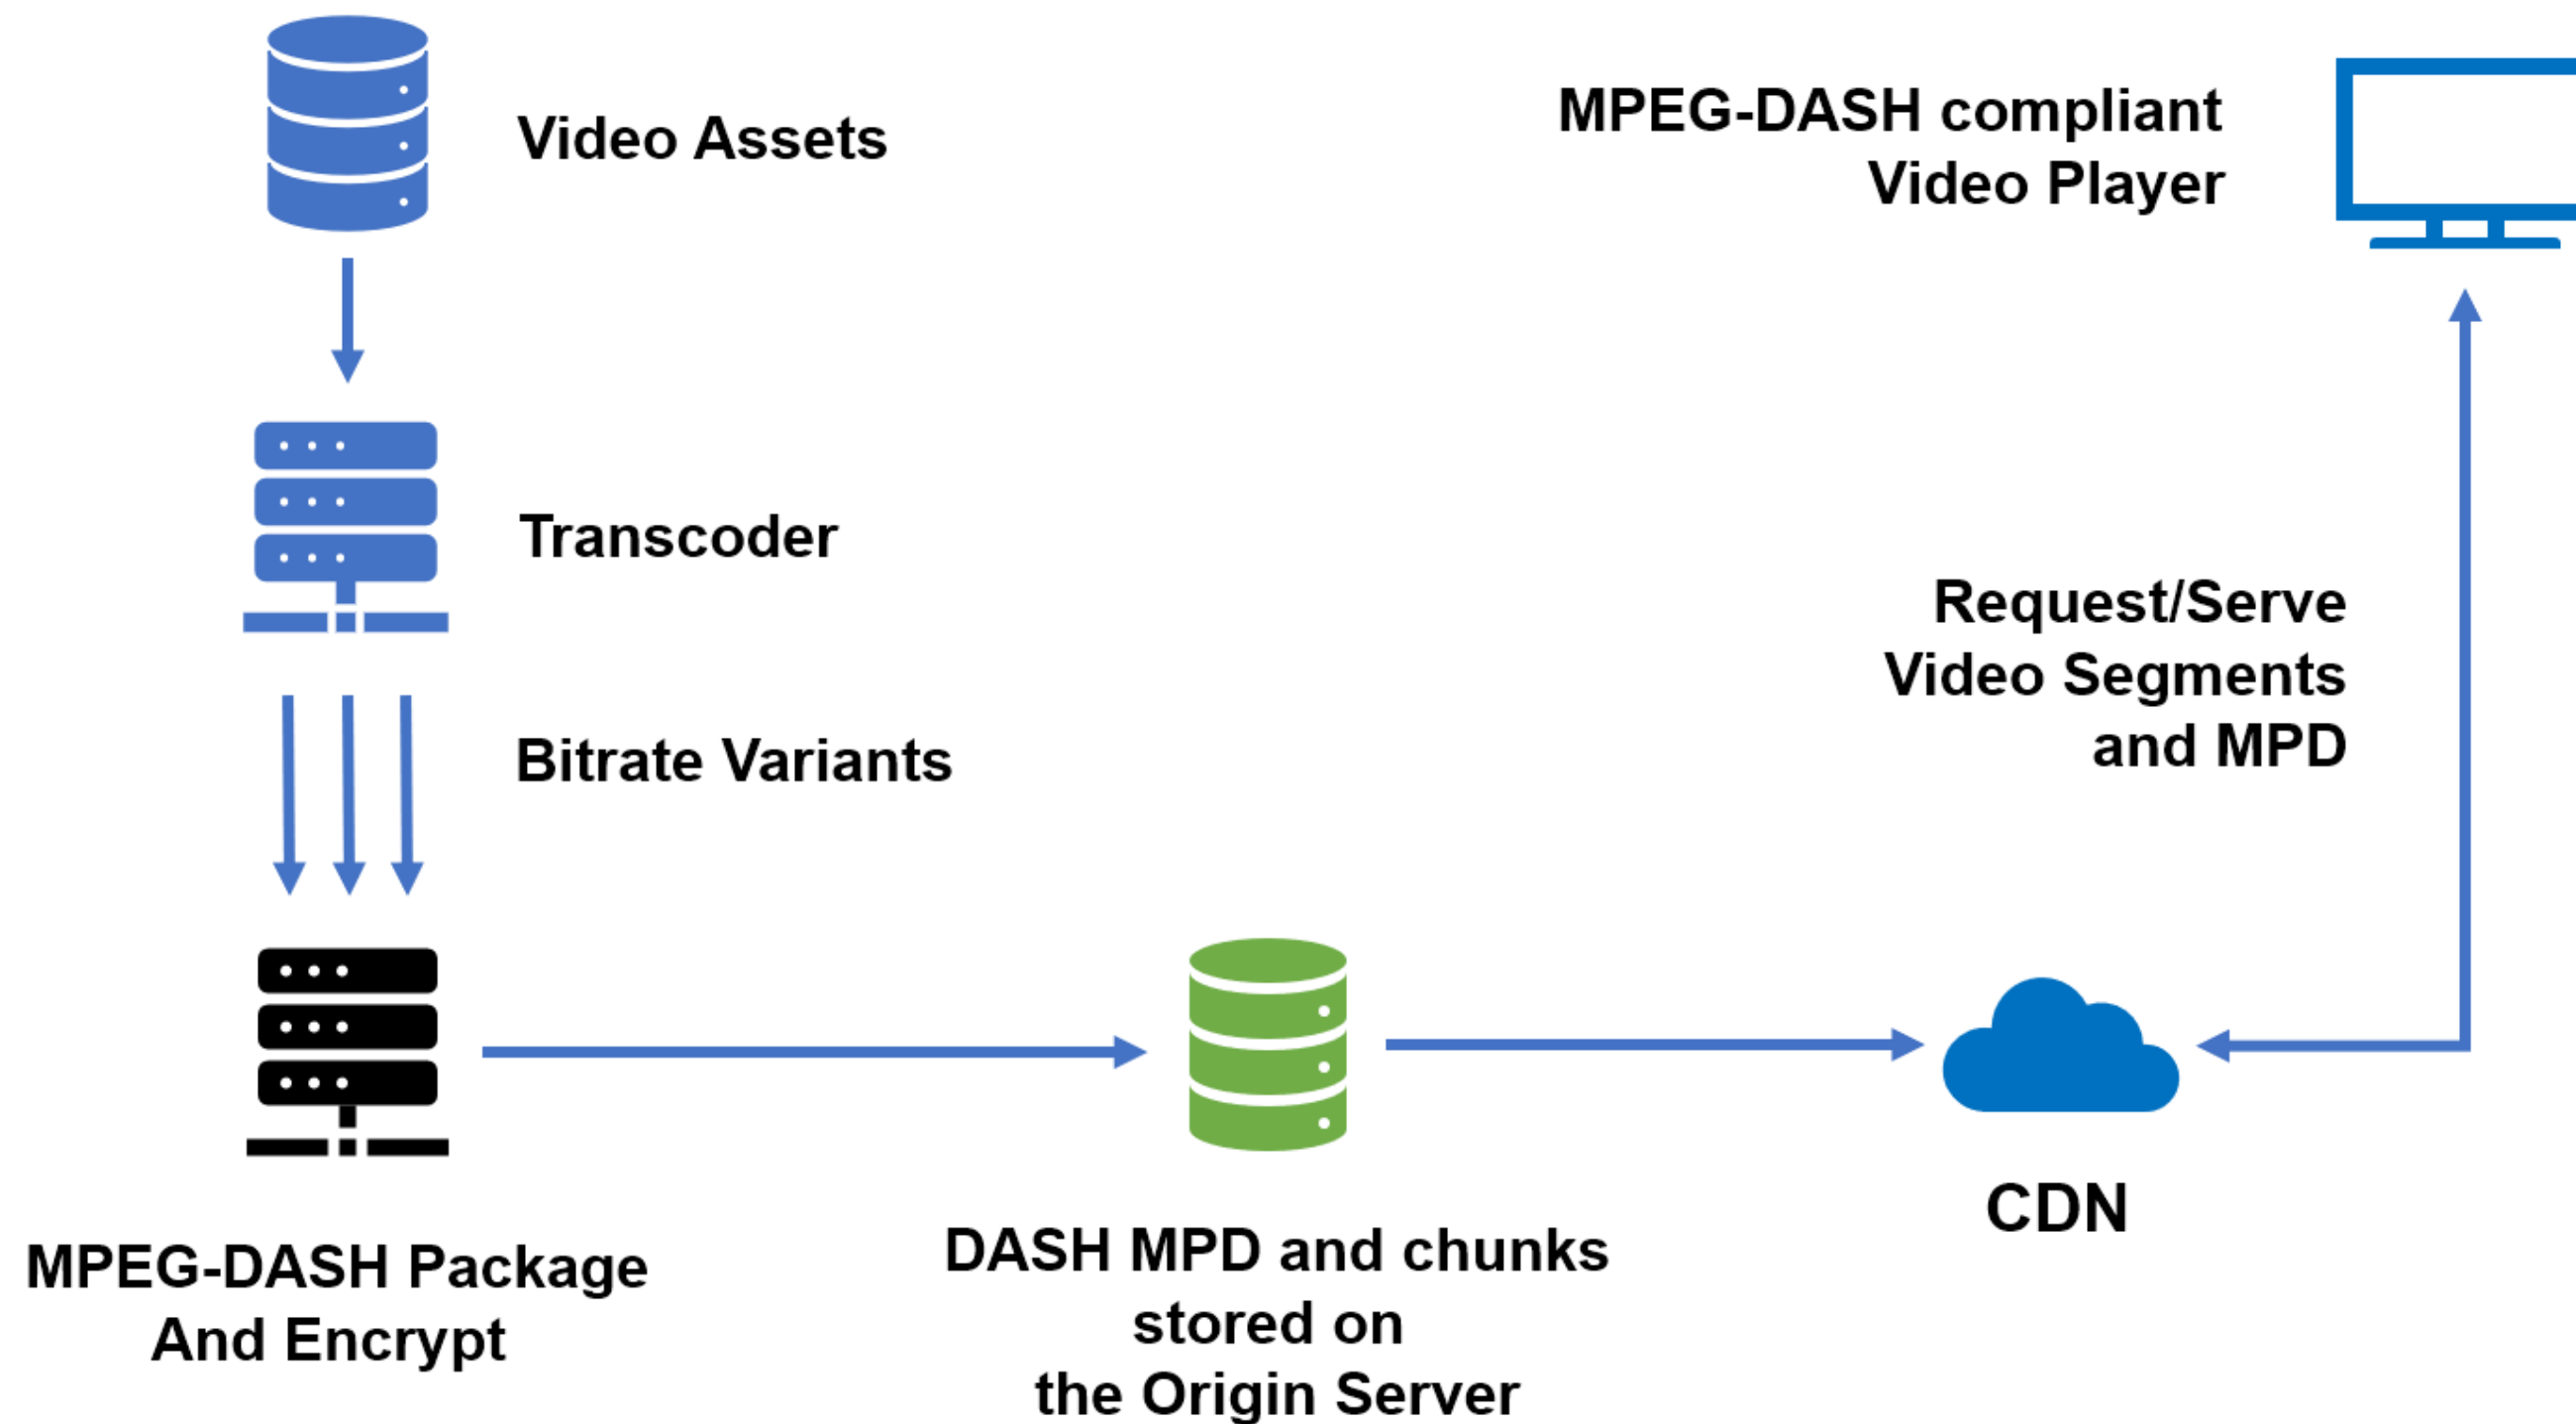 Video Assets
MPEG-DASH compliant
Video Player
Transcoder
Request/Serve
Video Segments
and MPD
Bitrate Variants
MPEG-DASH Package
And Encrypt
DASH MPD and chunks
stored on
the Origin Server
CDN